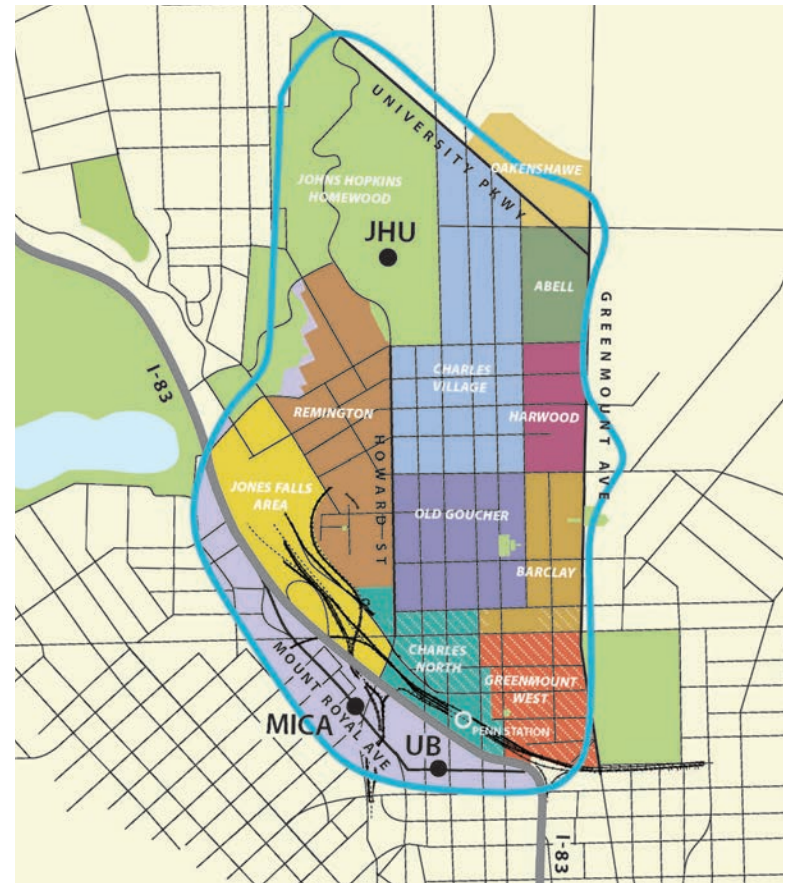 UNIVERSITY PKWY
OAKENSHAWE
JOHNS HOPKINS
HOMEWOOD
JHU
ABELL
GREENMOUNT AVE
I-83
CHARLES
VILLAGE
REMINGTON
HARWOOD
HOWARD ST
JONES FALLS
AREA
OLD GOUCHER
BARCLAY
CHARLES
NORTH
GREENMOUNT
WEST
MOUNT ROYAL AVE
MICA
UB
PENN STATION
I-83